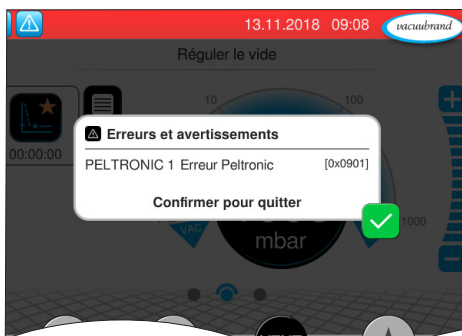 13.11.2018 09:08
vacuubrand
Réguler le vide
10
100
Erreurs et avertissements
00:00:00
PELTRONIC 1 Erreur Peltronic [0x0901]
Confirmer pour quitter
1000
VAC
mbar